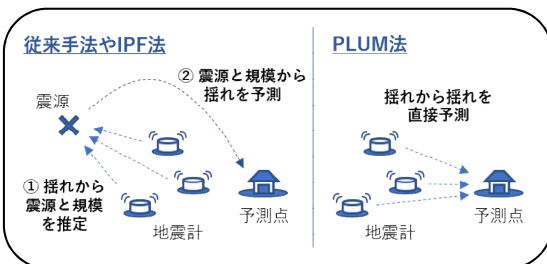 従来手法やIPF法
② 震源と規模から
揺れを予測
震源
① 揺れから
震源と規模
を推定
地震計
予測点
PLUM法
揺れから揺れを
直接予測
地震計
予測点